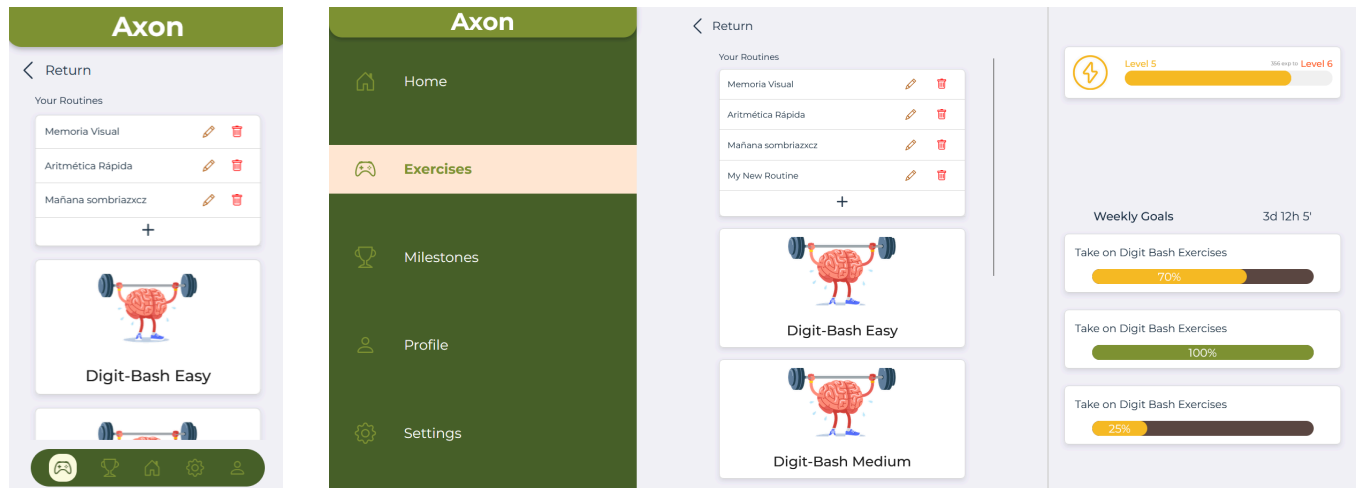 Axon
Return
Your Routines
Memoria Visual
Aritmética Rápida
Mañana sombriazxcz
+
Digit-Bash Easy
Axon
Home
Exercises
Milestones
Profile
Settings
Return
Your Routines
Memoria Visual
Aritmética Rápida
Mañana sombriazxcz
My New Routine
+
Digit-Bash Easy
Digit-Bash Medium
Level 5 356 exp to Level 6
Weekly Goals 3d 12h 5'
Take on Digit Bash Exercises
70%
Take on Digit Bash Exercises
100%
Take on Digit Bash Exercises
25%